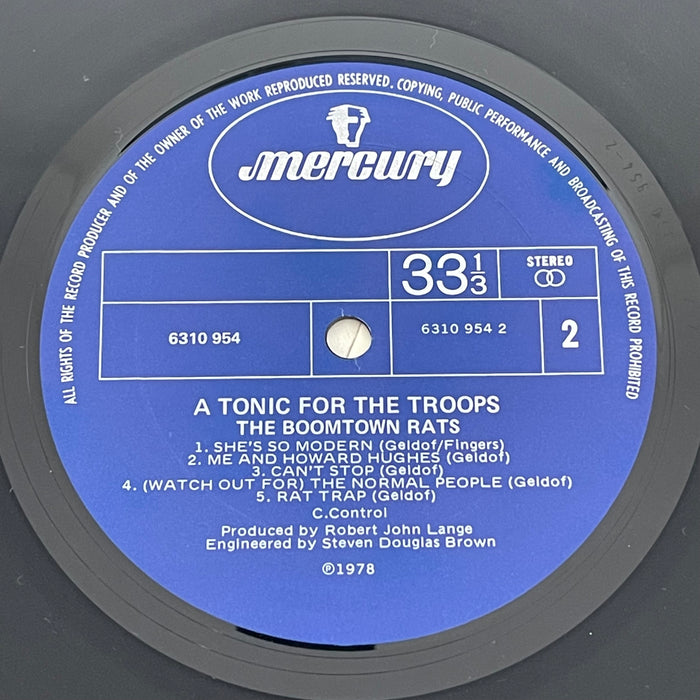 ALL RIGHTS OF THE RECORD PRODUCER AND OF THE OWNER OF THE WORK REPRODUCED RESERVED. COPYING, PUBLIC PERFORMANCE AND BROADCASTING OF THIS RECORD PROHIBITED
mercury
33 1/3
STEREO
6310 954
6310 954 2
2
A TONIC FOR THE TROOPS
THE BOOMTOWN RATS
1. SHE'S SO MODERN (Geldof/Fingers)
2. ME AND HOWARD HUGHES (Geldof)
3. CAN'T STOP (Geldof)
4. (WATCH OUT FOR) THE NORMAL PEOPLE (Geldof)
5. RAT TRAP (Geldof)
C.Control
Produced by Robert John Lange
Engineered by Steven Douglas Brown
Ⓟ1978